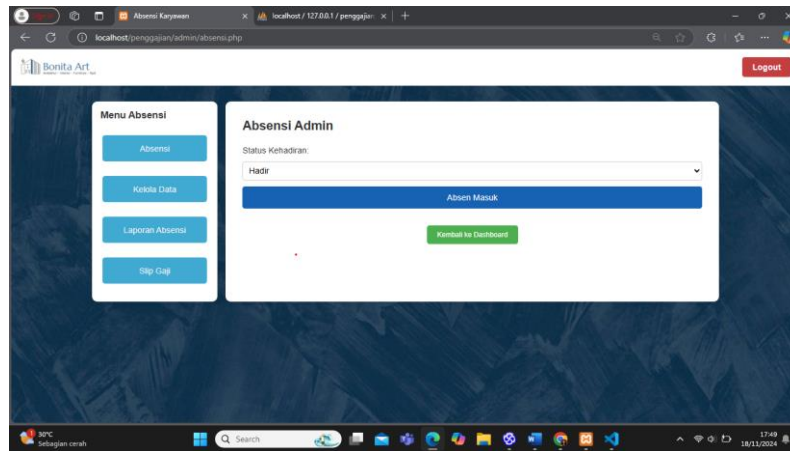 Absensi Karyawan
localhost / 127.0.0.1 / penggajian
localhost/penggajian/admin/absensi.php
Bonita Art
Logout
Menu Absensi
Absensi
Kelola Data
Laporan Absensi
Slip Gaji
Absensi Admin
Status Kehadiran:
Hadir
Absen Masuk
Kembali ke Dashboard
30°C
Sebagian cerah
Search
17:49
18/11/2024